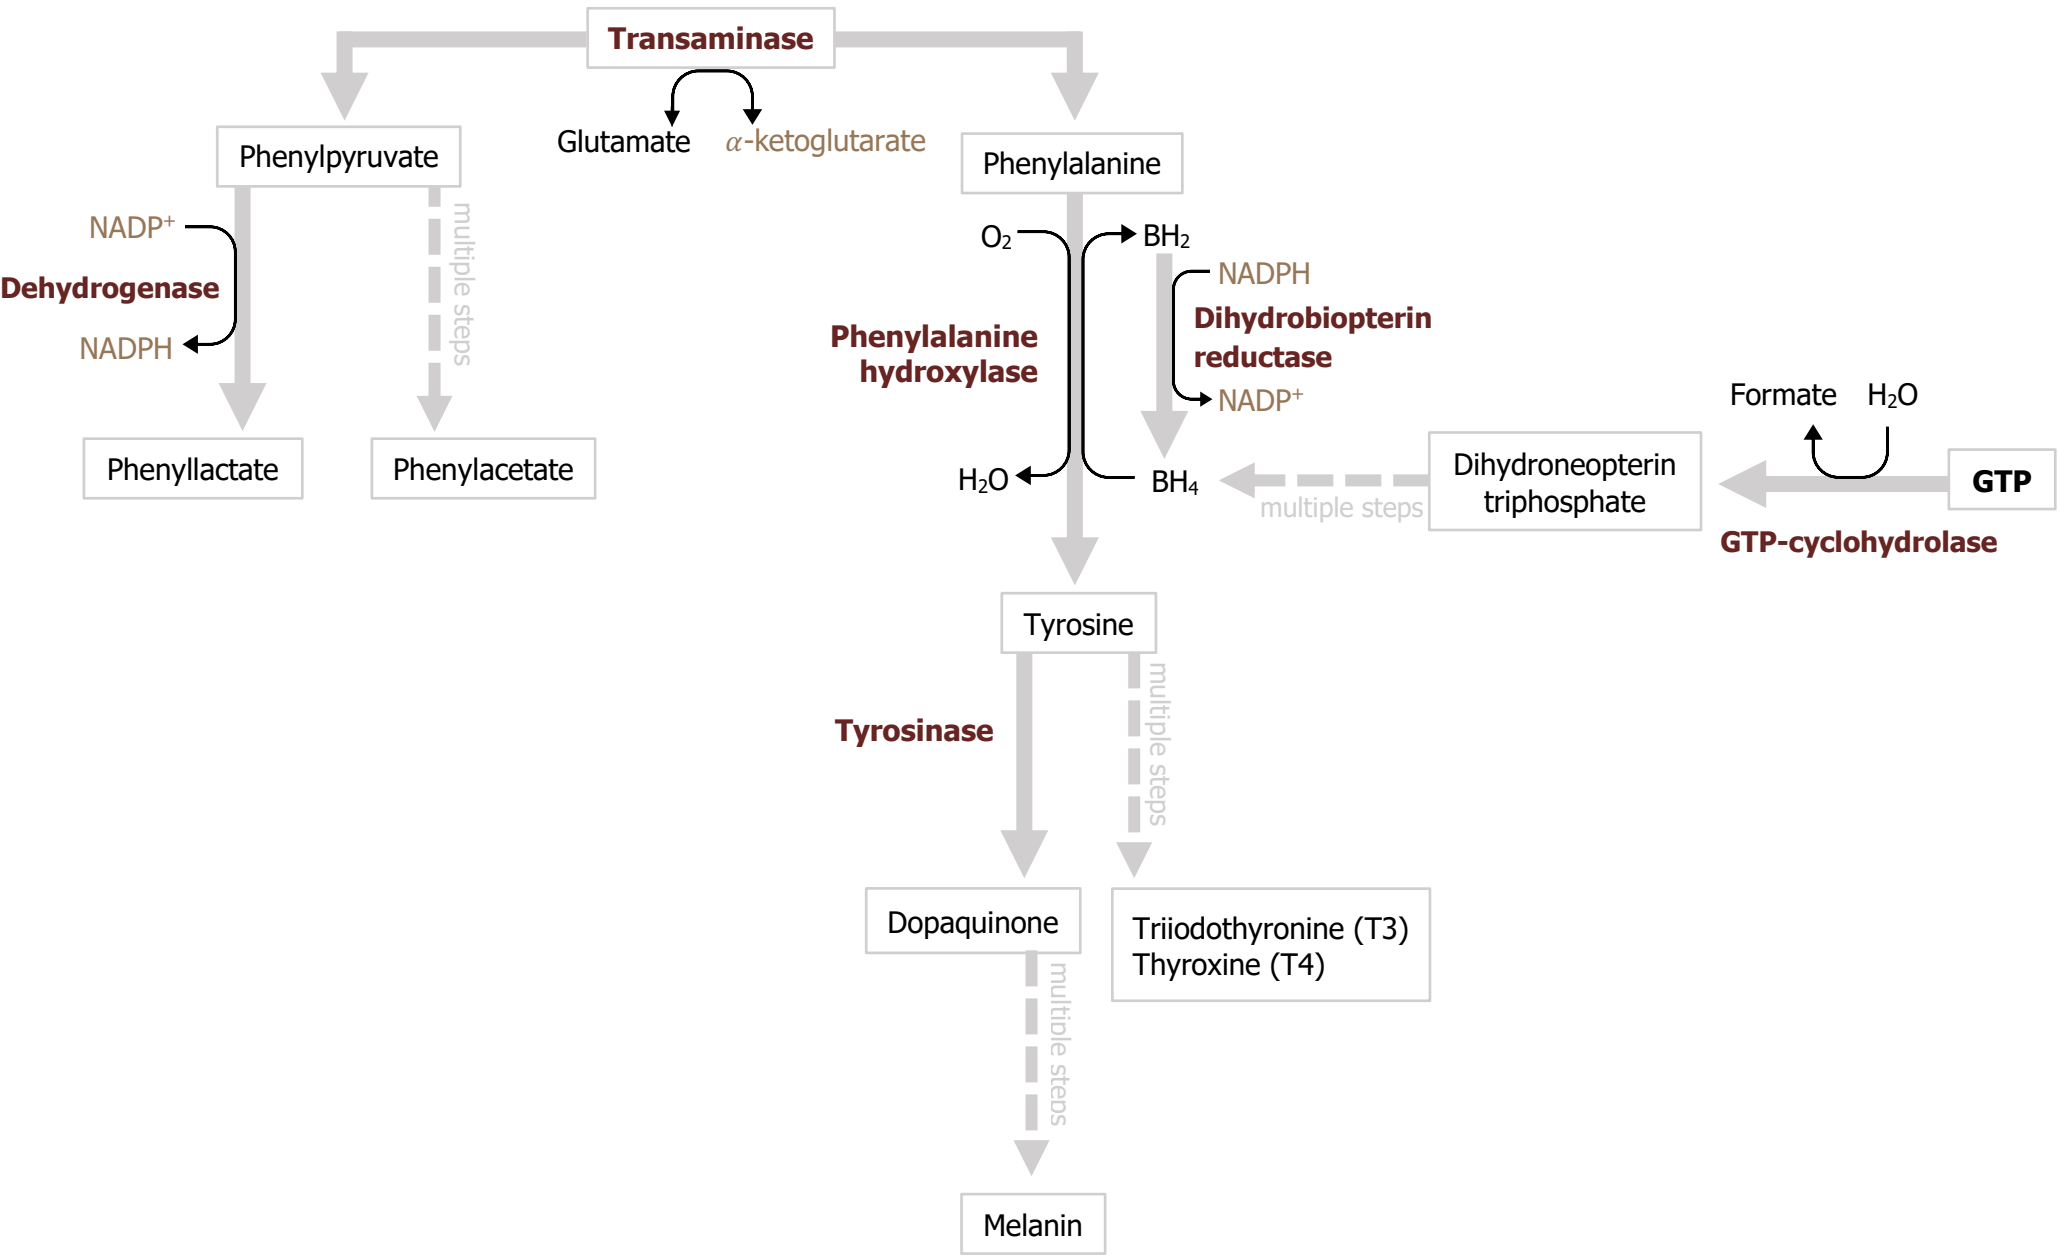 Transaminase
Glutamate
α-ketoglutarate
Phenylpyruvate
Phenylalanine
NADP⁺
Dehydrogenase
NADPH
multiple steps
Phenyllactate
Phenylacetate
O₂
BH₂
NADPH
Dihydrobiopterin
reductase
NADP⁺
Phenylalanine
hydroxylase
H₂O
BH₄
multiple steps
Dihydroneopterin
triphosphate
Formate
H₂O
GTP
GTP-cyclohydrolase
Tyrosine
Tyrosinase
multiple steps
Dopaquinone
Triiodothyronine (T3)
Thyroxine (T4)
multiple steps
Melanin